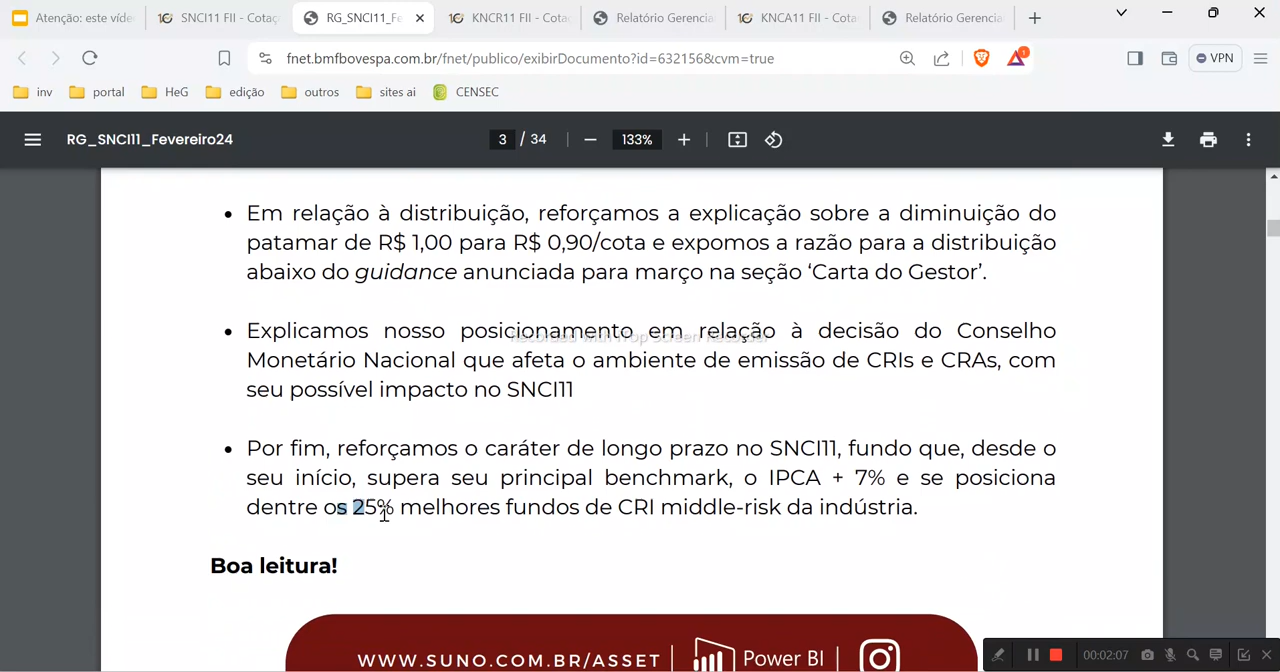 Atenção: este víde
SNCI11 FII - Cotaç
RG_SNCI11_Fe
KNCR11 FII - Cotaç
Relatório Gerencia
KNCA11 FII - Cota
Relatório Gerencia
fnet.bmfbovespa.com.br/fnet/publico/exibirDocumento?id=632156&cvm=true
1
VPN
inv
portal
HeG
edição
outros
sites ai
CENSEC
RG_SNCI11_Fevereiro24
3 / 34
133%
Em relação à distribuição, reforçamos a explicação sobre a diminuição do
patamar de R$ 1,00 para R$ 0,90/cota e expomos a razão para a distribuição
abaixo do guidance anunciada para março na seção ‘Carta do Gestor’.
Explicamos nosso posicionamento em relação à decisão do Conselho
Recorded with iTop Screen Recorder
Monetário Nacional que afeta o ambiente de emissão de CRIs e CRAs, com
seu possível impacto no SNCI11
Por fim, reforçamos o caráter de longo prazo no SNCI11, fundo que, desde o
seu início, supera seu principal benchmark, o IPCA + 7% e se posiciona
dentre os 25% melhores fundos de CRI middle-risk da indústria.
Boa leitura!
WWW.SUNO.COM.BR/ASSET
Power BI
00:02:07